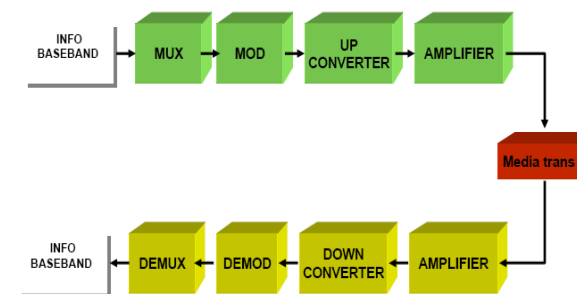 INFO
BASEBAND
MUX
MOD
UP
CONVERTER
AMPLIFIER
Media trans
INFO
BASEBAND
DEMUX
DEMOD
DOWN
CONVERTER
AMPLIFIER